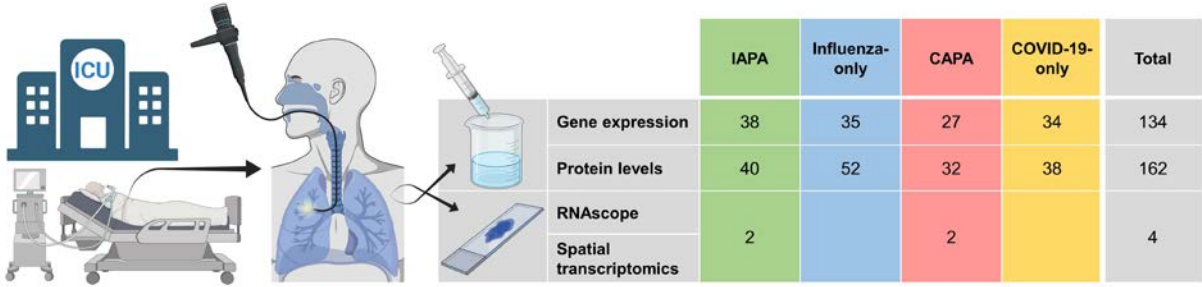 ICU
IAPA
Influenza-
only
CAPA
COVID-19-
only
Total
Gene expression 38 35 27 34 134
Protein levels 40 52 32 38 162
RNAscope
2 2 4
Spatial
transcriptomics